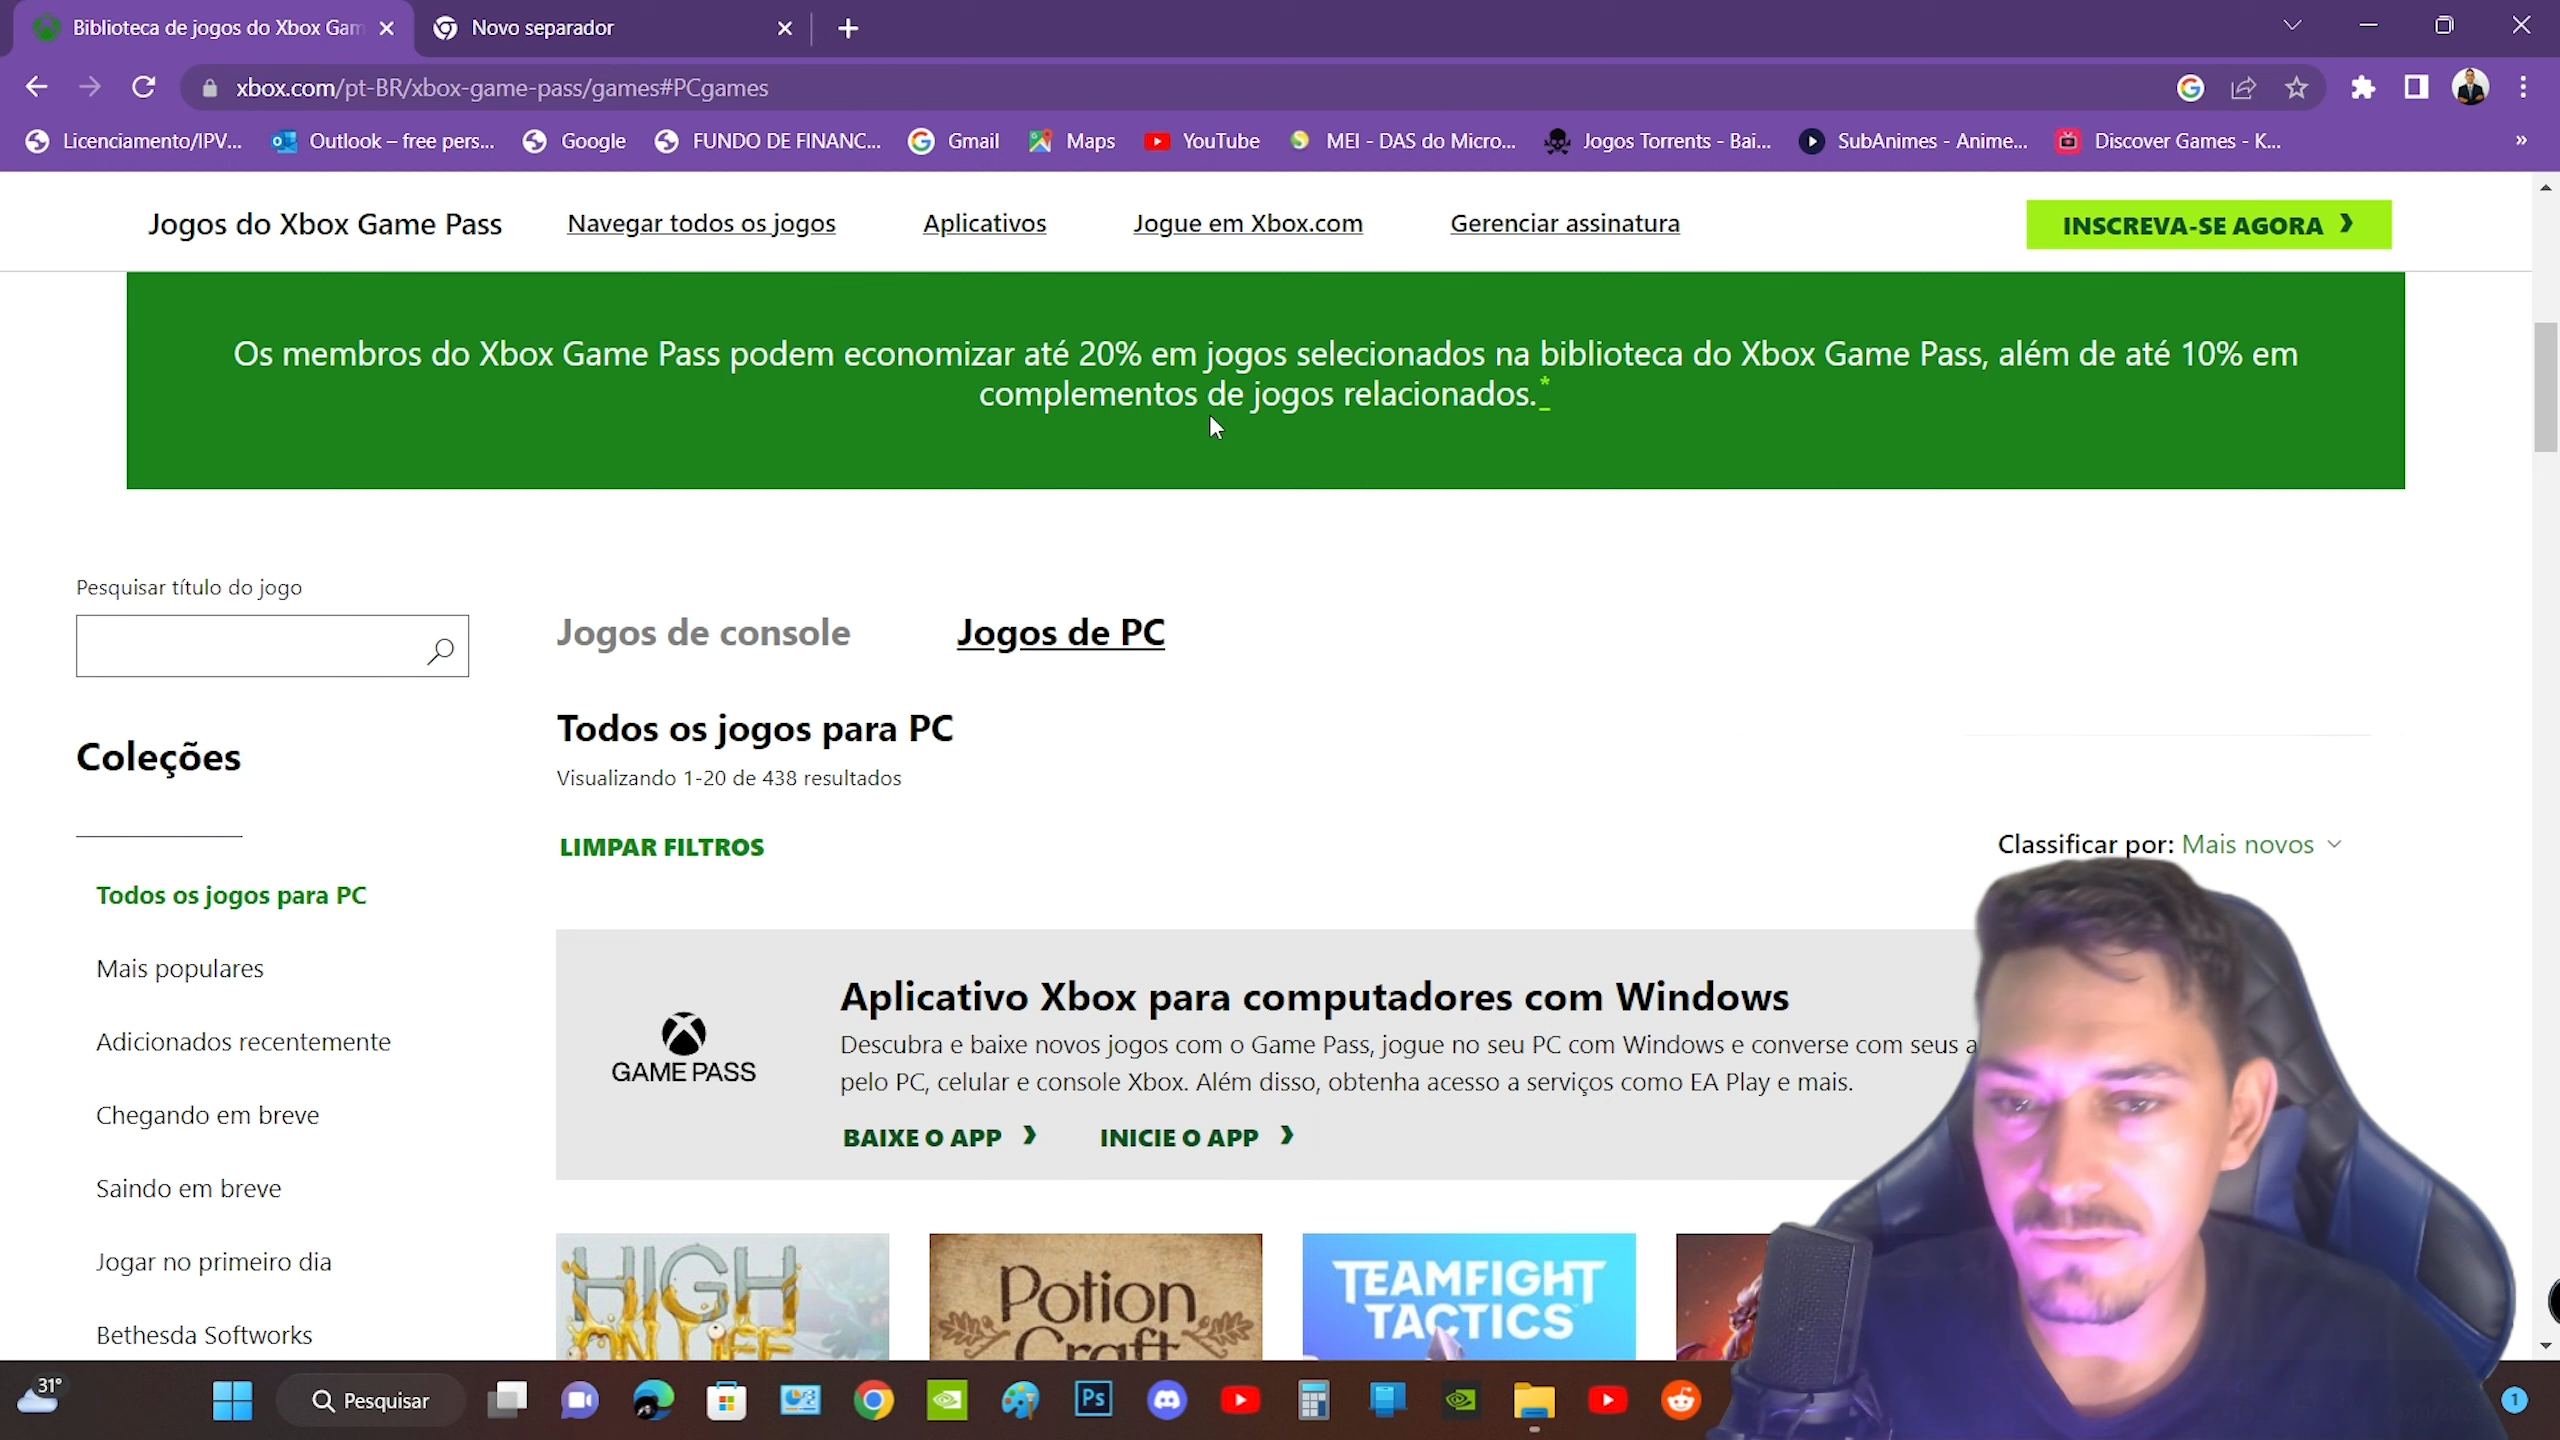 Biblioteca de jogos do Xbox Gam
Novo separador
xbox.com/pt-BR/xbox-game-pass/games#PCgames
Licenciamento/IPV...
Outlook – free pers...
Google
FUNDO DE FINANC...
Gmail
Maps
YouTube
MEI - DAS do Micro...
Jogos Torrents - Bai...
SubAnimes - Anime...
Discover Games - K...
»
Jogos do Xbox Game Pass
Navegar todos os jogos
Aplicativos
Jogue em Xbox.com
Gerenciar assinatura
INSCREVA-SE AGORA
Os membros do Xbox Game Pass podem economizar até 20% em jogos selecionados na biblioteca do Xbox Game Pass, além de até 10% em
complementos de jogos relacionados.*
Pesquisar título do jogo
Jogos de console
Jogos de PC
Todos os jogos para PC
Visualizando 1-20 de 438 resultados
Coleções
LIMPAR FILTROS
Classificar por: Mais novos
Todos os jogos para PC
Mais populares
Adicionados recentemente
Chegando em breve
Saindo em breve
Jogar no primeiro dia
Bethesda Softworks
GAME PASS
Aplicativo Xbox para computadores com Windows
Descubra e baixe novos jogos com o Game Pass, jogue no seu PC com Windows e converse com seus a
pelo PC, celular e console Xbox. Além disso, obtenha acesso a serviços como EA Play e mais.
BAIXE O APP
INICIE O APP
HIGH
ON LIFE
Potion
Craft
TEAMFIGHT
TACTICS
31°
Pesquisar
Ps
1